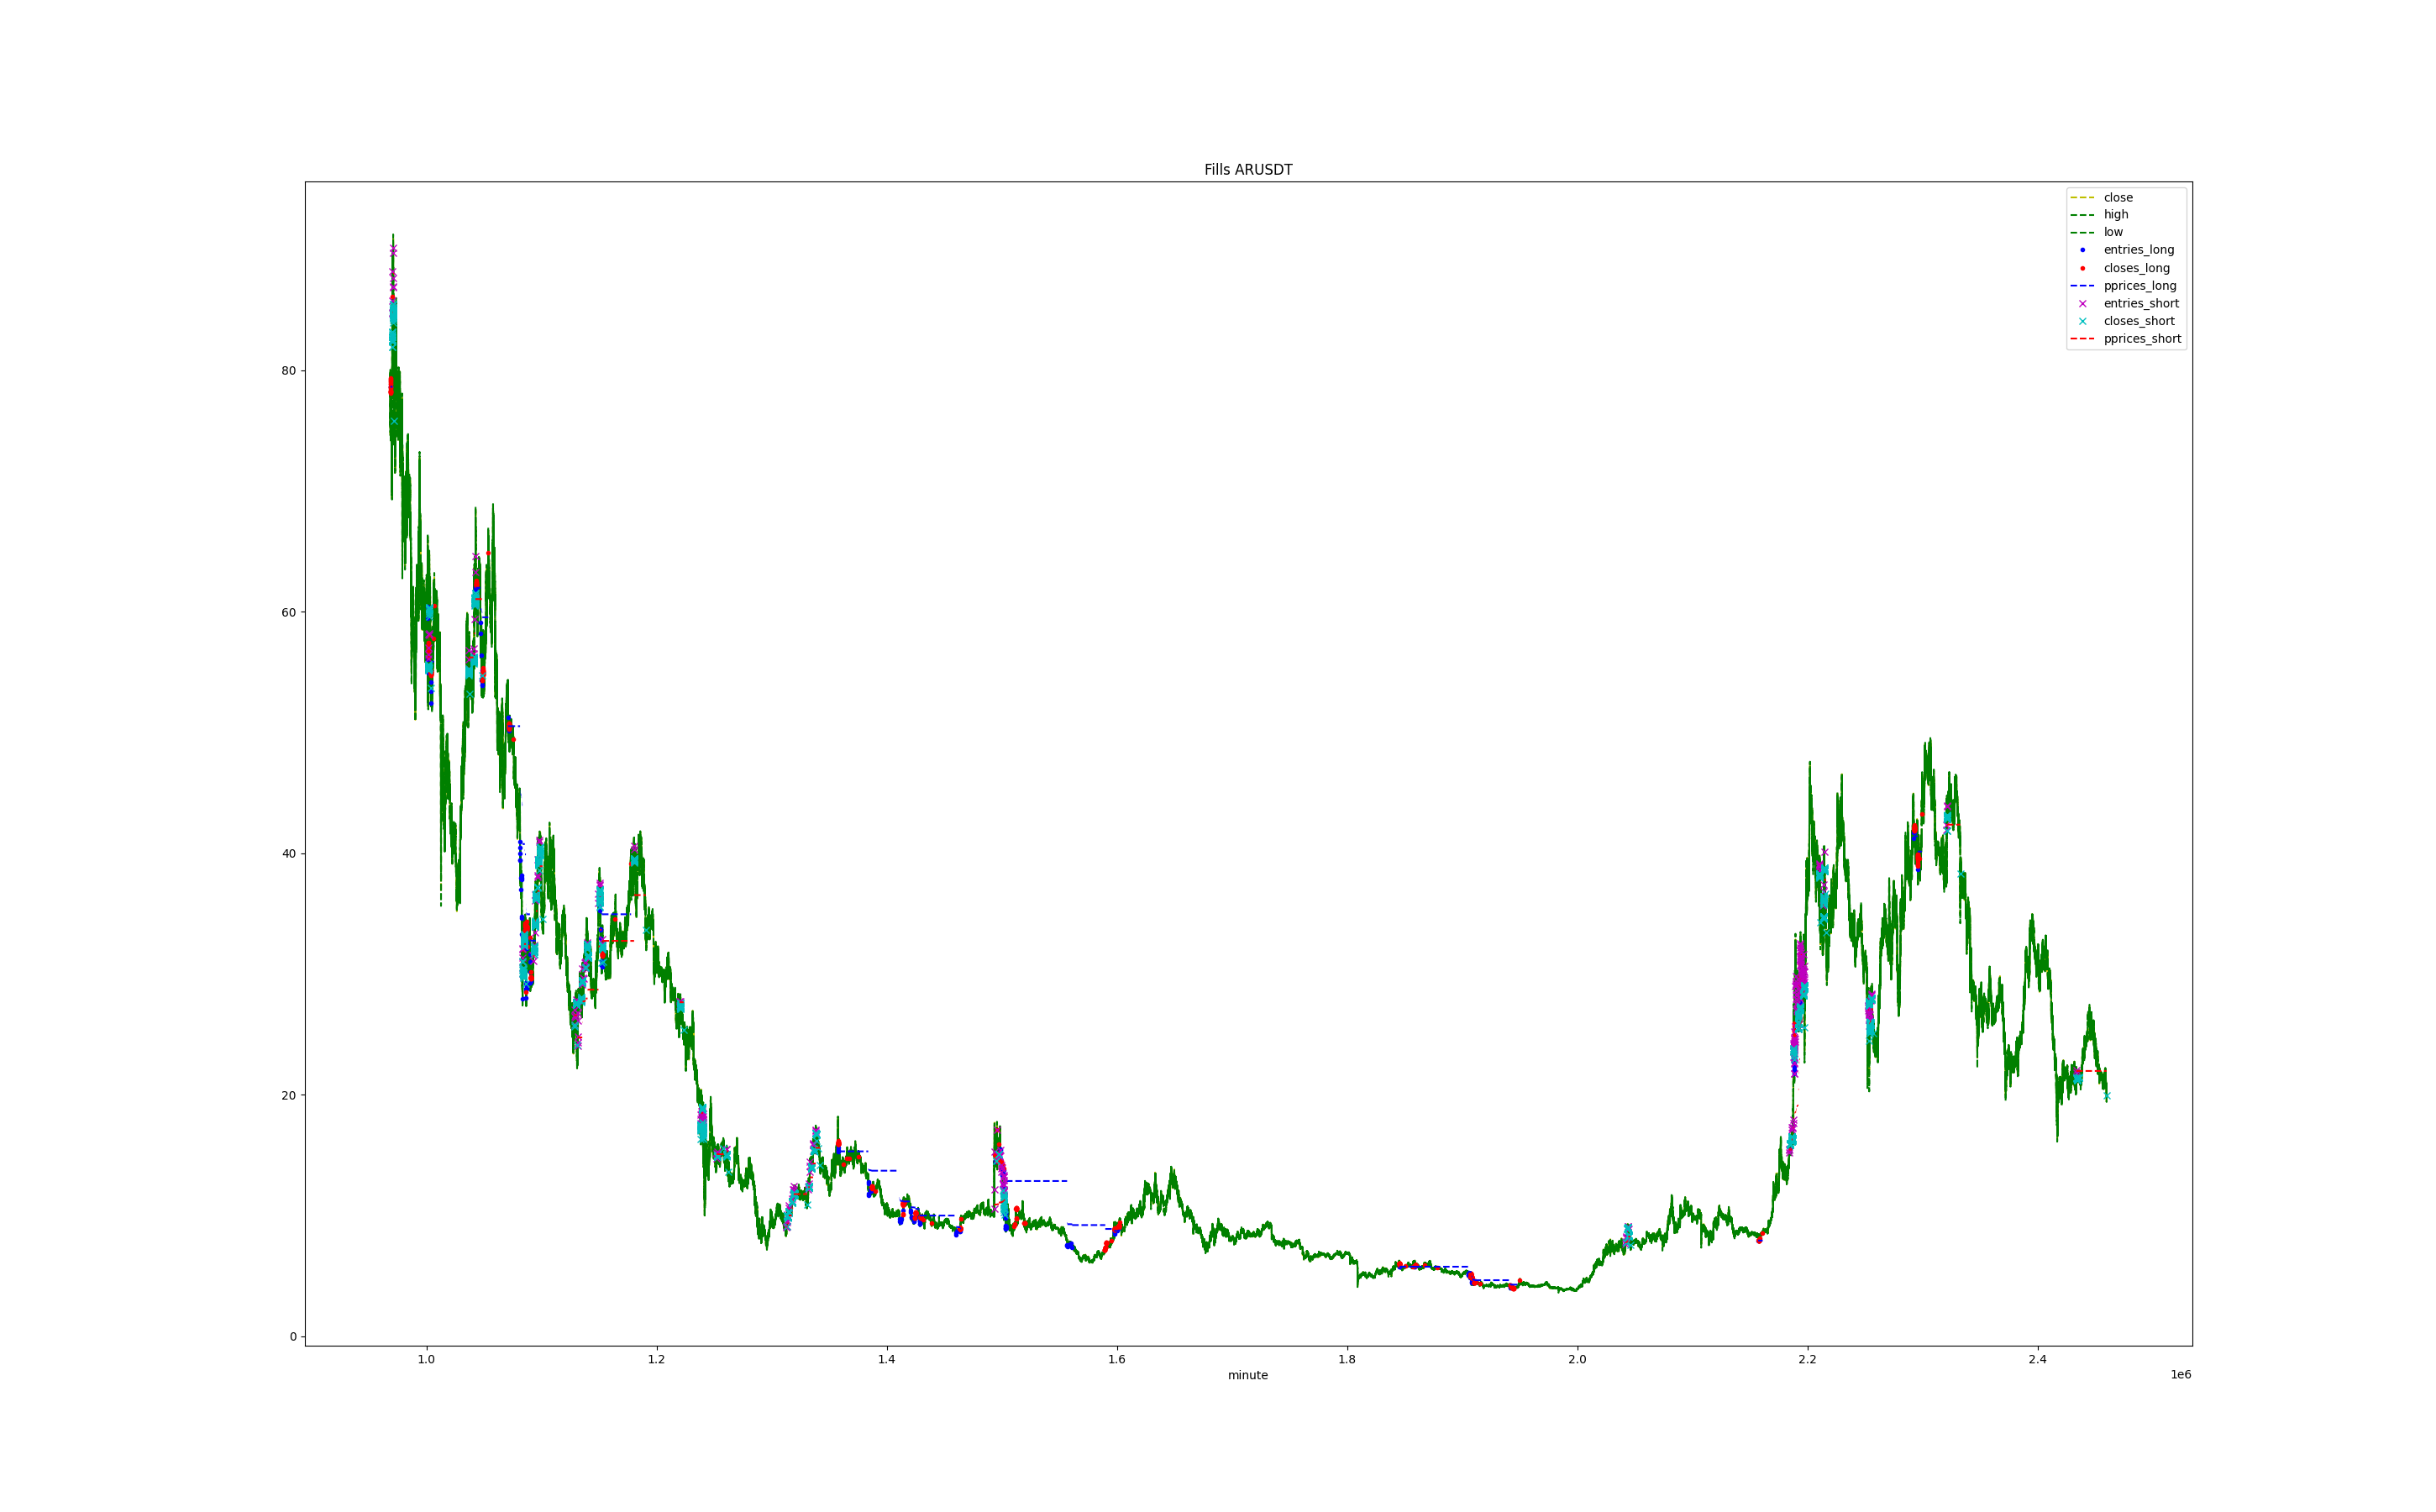 Fills ARUSDT
close
high
low
entries_long
closes_long
pprices_long
entries_short
closes_short
pprices_short
80
60
40
20
0
1.0 1.2 1.4 1.6 1.8 2.0 2.2 2.4
minute
1e6